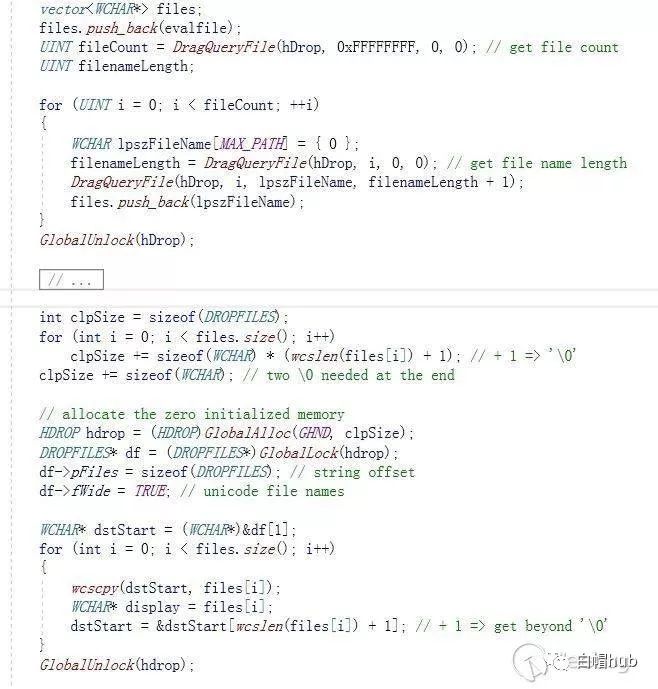 vector<WCHAR*> files;
files.push_back(evalfile);
UINT fileCount = DragQueryFile(hDrop, 0xFFFFFFFF, 0, 0); // get file count
UINT filenameLength;

for (UINT i = 0; i < fileCount; ++i)
{
    WCHAR lpszFileName[MAX_PATH] = { 0 };
    filenameLength = DragQueryFile(hDrop, i, 0, 0); // get file name length
    DragQueryFile(hDrop, i, lpszFileName, filenameLength + 1);
    files.push_back(lpszFileName);
}
GlobalUnlock(hDrop);

// ...

int clpSize = sizeof(DROPFILES);
for (int i = 0; i < files.size(); i++)
    clpSize += sizeof(WCHAR) * (wcslen(files[i]) + 1); // + 1 => '\0'
clpSize += sizeof(WCHAR); // two \0 needed at the end

// allocate the zero initialized memory
HDROP hdrop = (HDROP)GlobalAlloc(GHND, clpSize);
DROPFILES* df = (DROPFILES*)GlobalLock(hdrop);
df->pFiles = sizeof(DROPFILES); // string offset
df->fWide = TRUE; // unicode file names

WCHAR* dstStart = (WCHAR*)&df[1];
for (int i = 0; i < files.size(); i++)
{
    wcscpy(dstStart, files[i]);
    WCHAR* display = files[i];
    dstStart = &dstStart[wcslen(files[i]) + 1]; // + 1 => get beyond '\0'
}
GlobalUnlock(hdrop);
白帽hub